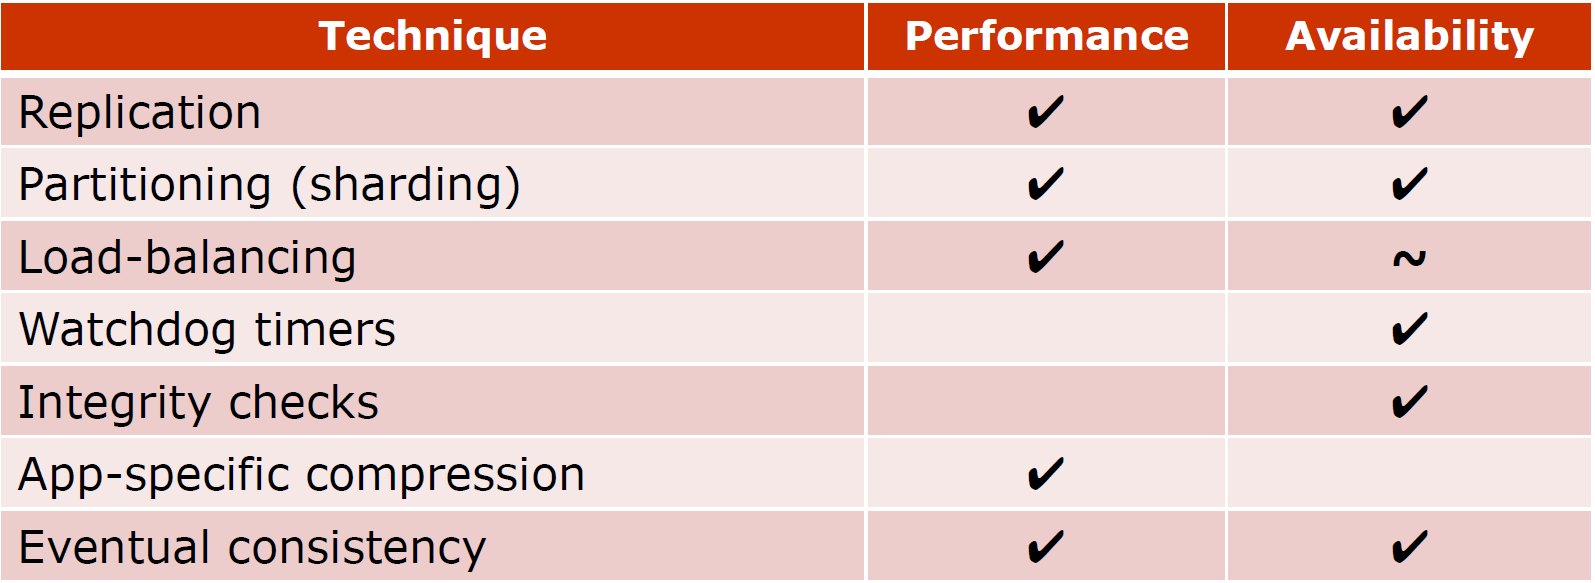 Technique Performance Availability
Replication ✔ ✔
Partitioning (sharding) ✔ ✔
Load-balancing ✔ ~
Watchdog timers ✔
Integrity checks ✔
App-specific compression ✔
Eventual consistency ✔ ✔